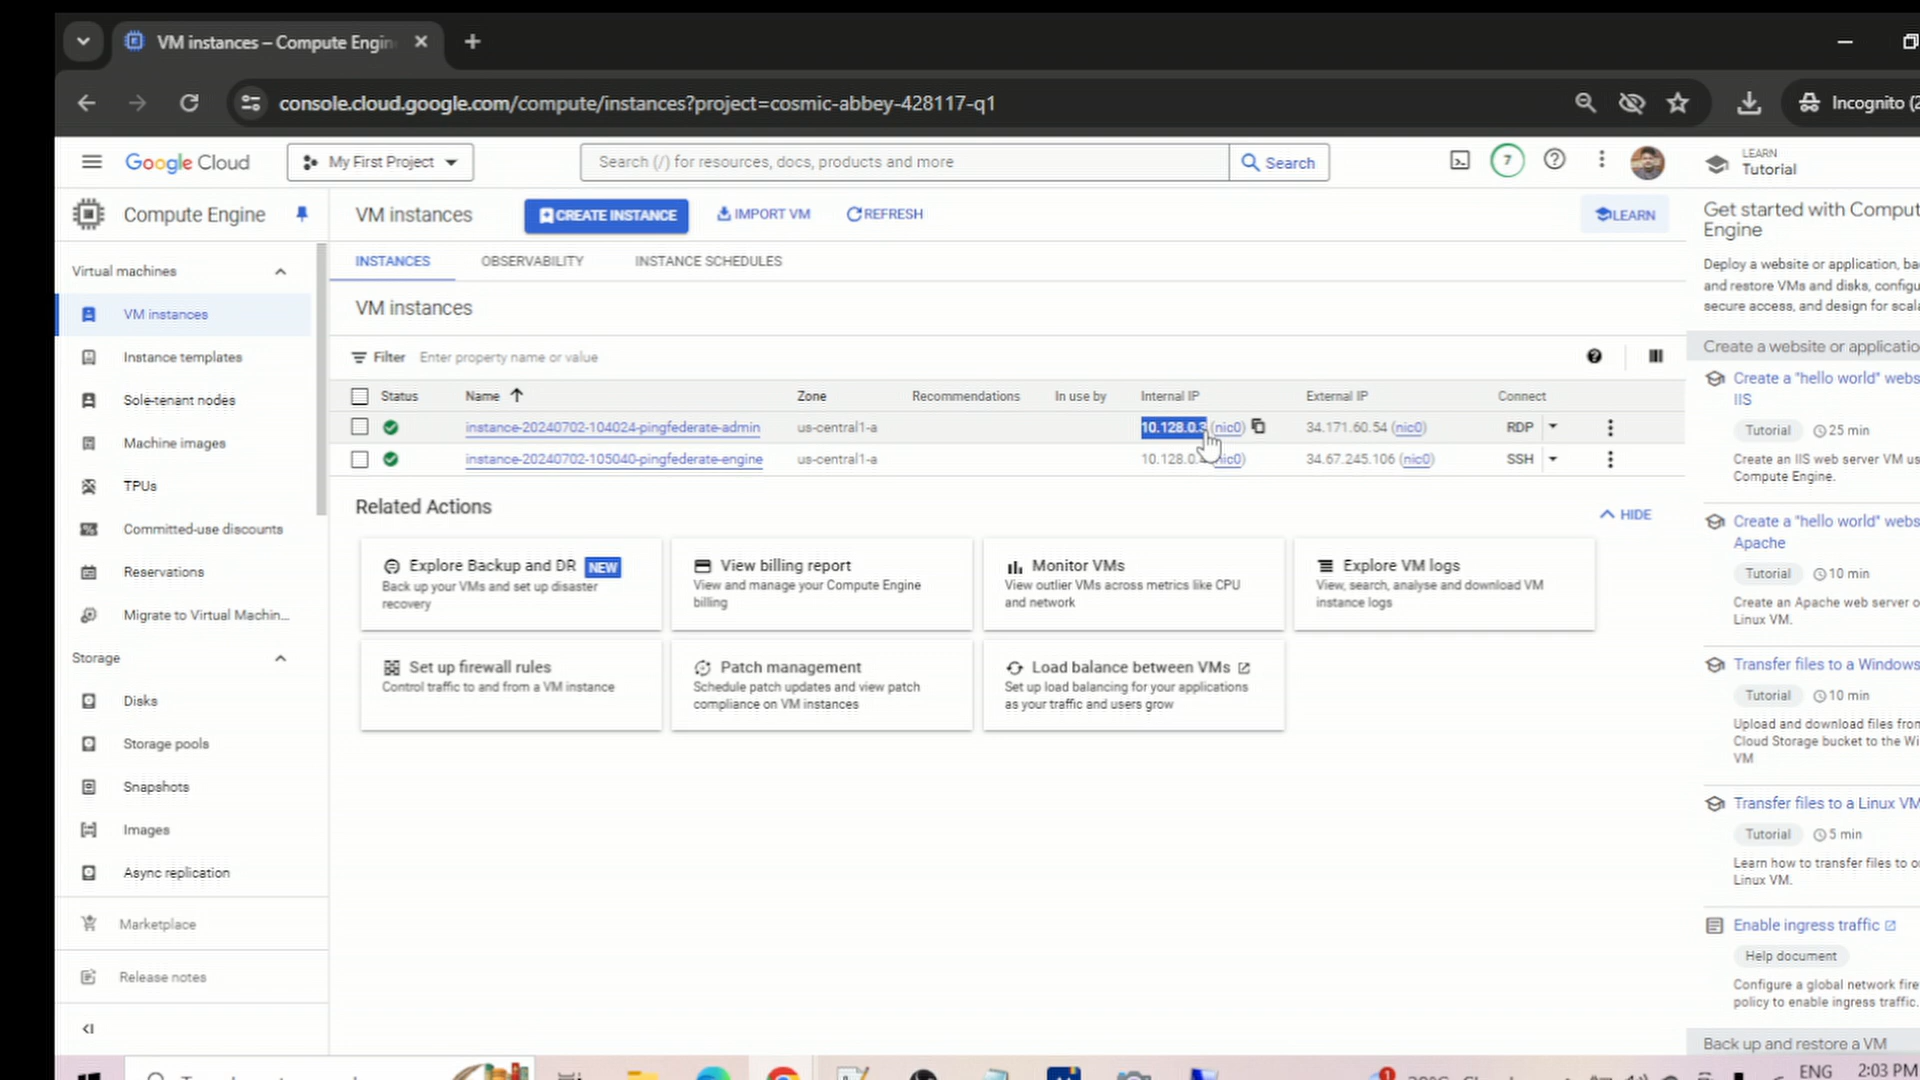 VM instances – Compute Engin
console.cloud.google.com/compute/instances?project=cosmic-abbey-428117-q1
Incognito (2
Google Cloud
My First Project
Search (/) for resources, docs, products and more
Search
7
LEARN
Tutorial
Compute Engine
VM instances
CREATE INSTANCE
IMPORT VM
REFRESH
LEARN
Get started with Comput
Engine
Deploy a website or application, ba
and restore VMs and disks, configu
secure access, and design for scala
Virtual machines
VM instances
Instance templates
Sole-tenant nodes
Machine images
TPUs
Committed-use discounts
Reservations
Migrate to Virtual Machin...
Storage
Disks
Storage pools
Snapshots
Images
Async replication
Marketplace
Release notes
INSTANCES
OBSERVABILITY
INSTANCE SCHEDULES
VM instances
Filter Enter property name or value
Status Name Zone Recommendations In use by Internal IP External IP Connect
instance-20240702-104024-pingfederate-admin us-central1-a 10.128.0.3 (nic0) 34.171.60.54 (nic0) RDP
instance-20240702-105040-pingfederate-engine us-central1-a 10.128.0. nic0) 34.67.245.106 (nic0) SSH
Related Actions
HIDE
Explore Backup and DR NEW
Back up your VMs and set up disaster
recovery
View billing report
View and manage your Compute Engine
billing
Monitor VMs
View outlier VMs across metrics like CPU
and network
Explore VM logs
View, search, analyse and download VM
instance logs
Set up firewall rules
Control traffic to and from a VM instance
Patch management
Schedule patch updates and view patch
compliance on VM instances
Load balance between VMs
Set up load balancing for your applications
as your traffic and users grow
Create a website or applicatio
Create a "hello world" webs
IIS
Tutorial 25 min
Create an IIS web server VM us
Compute Engine.
Create a "hello world" webs
Apache
Tutorial 10 min
Create an Apache web server o
Linux VM.
Transfer files to a Windows
Tutorial 10 min
Upload and download files from
Cloud Storage bucket to the Wi
VM
Transfer files to a Linux VM
Tutorial 5 min
Learn how to transfer files to o
Linux VM.
Enable ingress traffic
Help document
Configure a global network fire
policy to enable ingress traffic.
Back up and restore a VM
ENG
2:03 PM